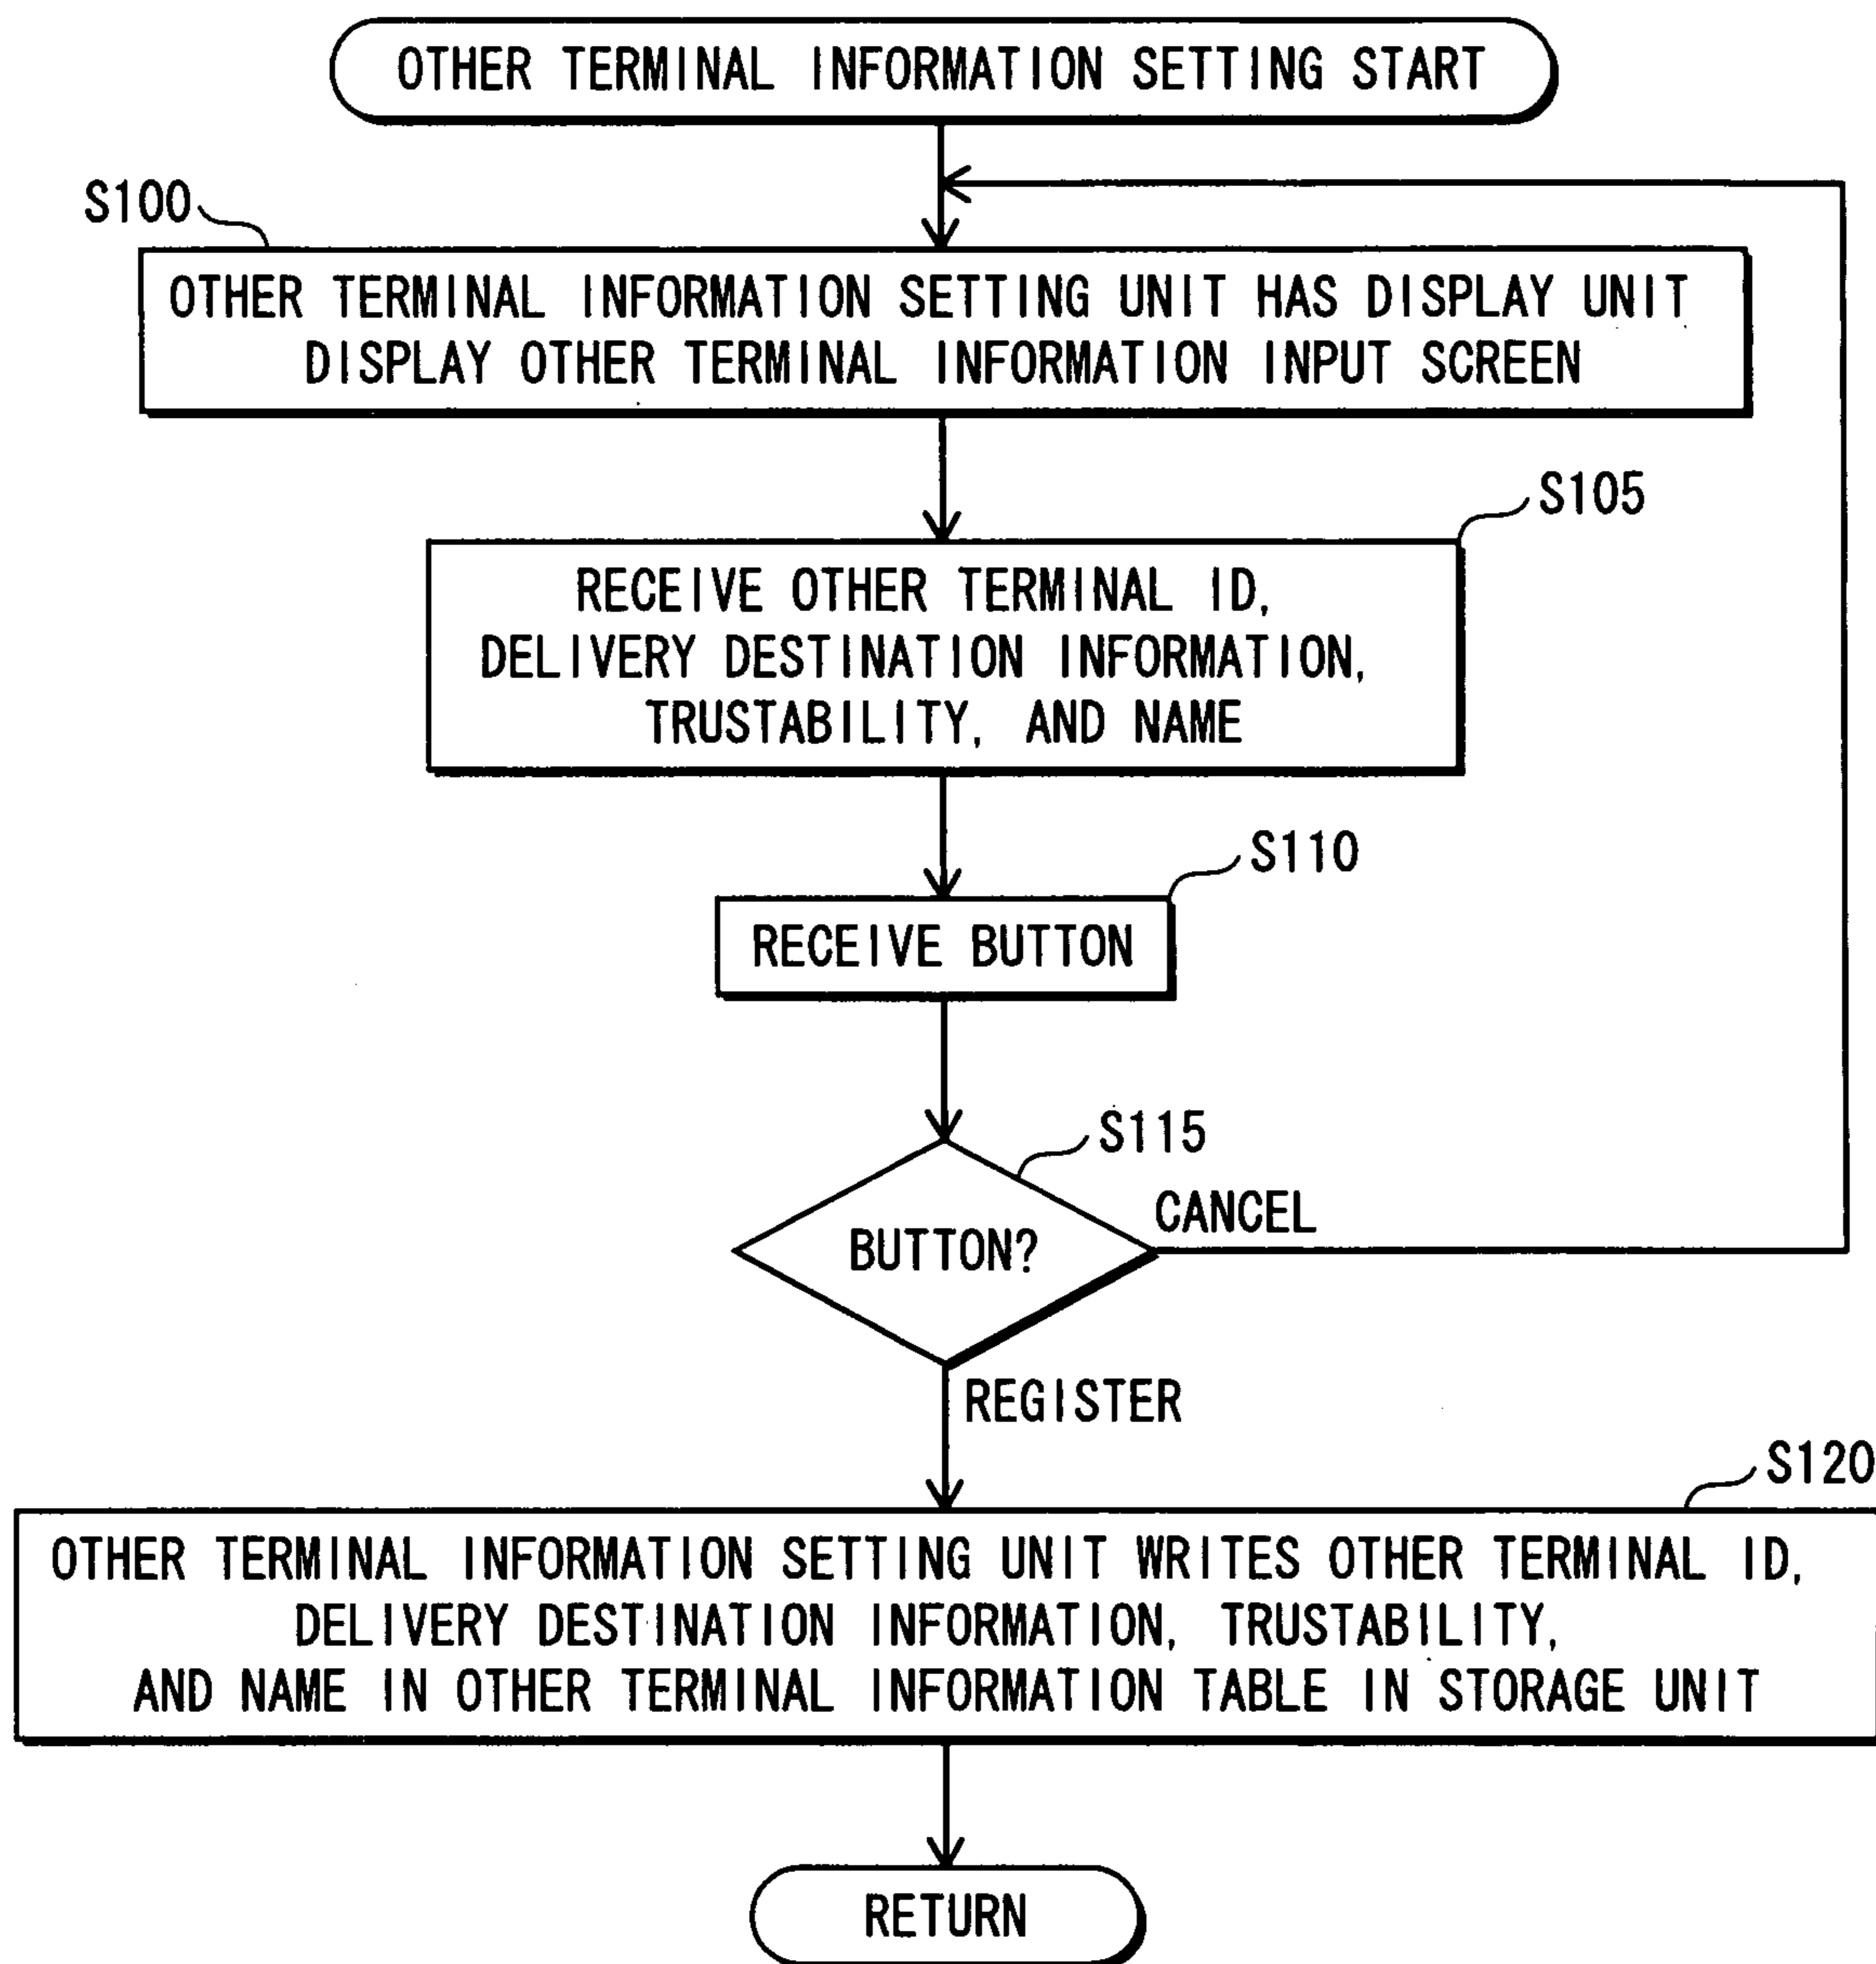 OTHER TERMINAL INFORMATION SETTING START
S100
OTHER TERMINAL INFORMATION SETTING UNIT HAS DISPLAY UNIT
DISPLAY OTHER TERMINAL INFORMATION INPUT SCREEN
S105
RECEIVE OTHER TERMINAL ID,
DELIVERY DESTINATION INFORMATION,
TRUSTABILITY, AND NAME
S110
RECEIVE BUTTON
S115
BUTTON?
CANCEL
REGISTER
S120
OTHER TERMINAL INFORMATION SETTING UNIT WRITES OTHER TERMINAL ID,
DELIVERY DESTINATION INFORMATION, TRUSTABILITY,
AND NAME IN OTHER TERMINAL INFORMATION TABLE IN STORAGE UNIT
RETURN